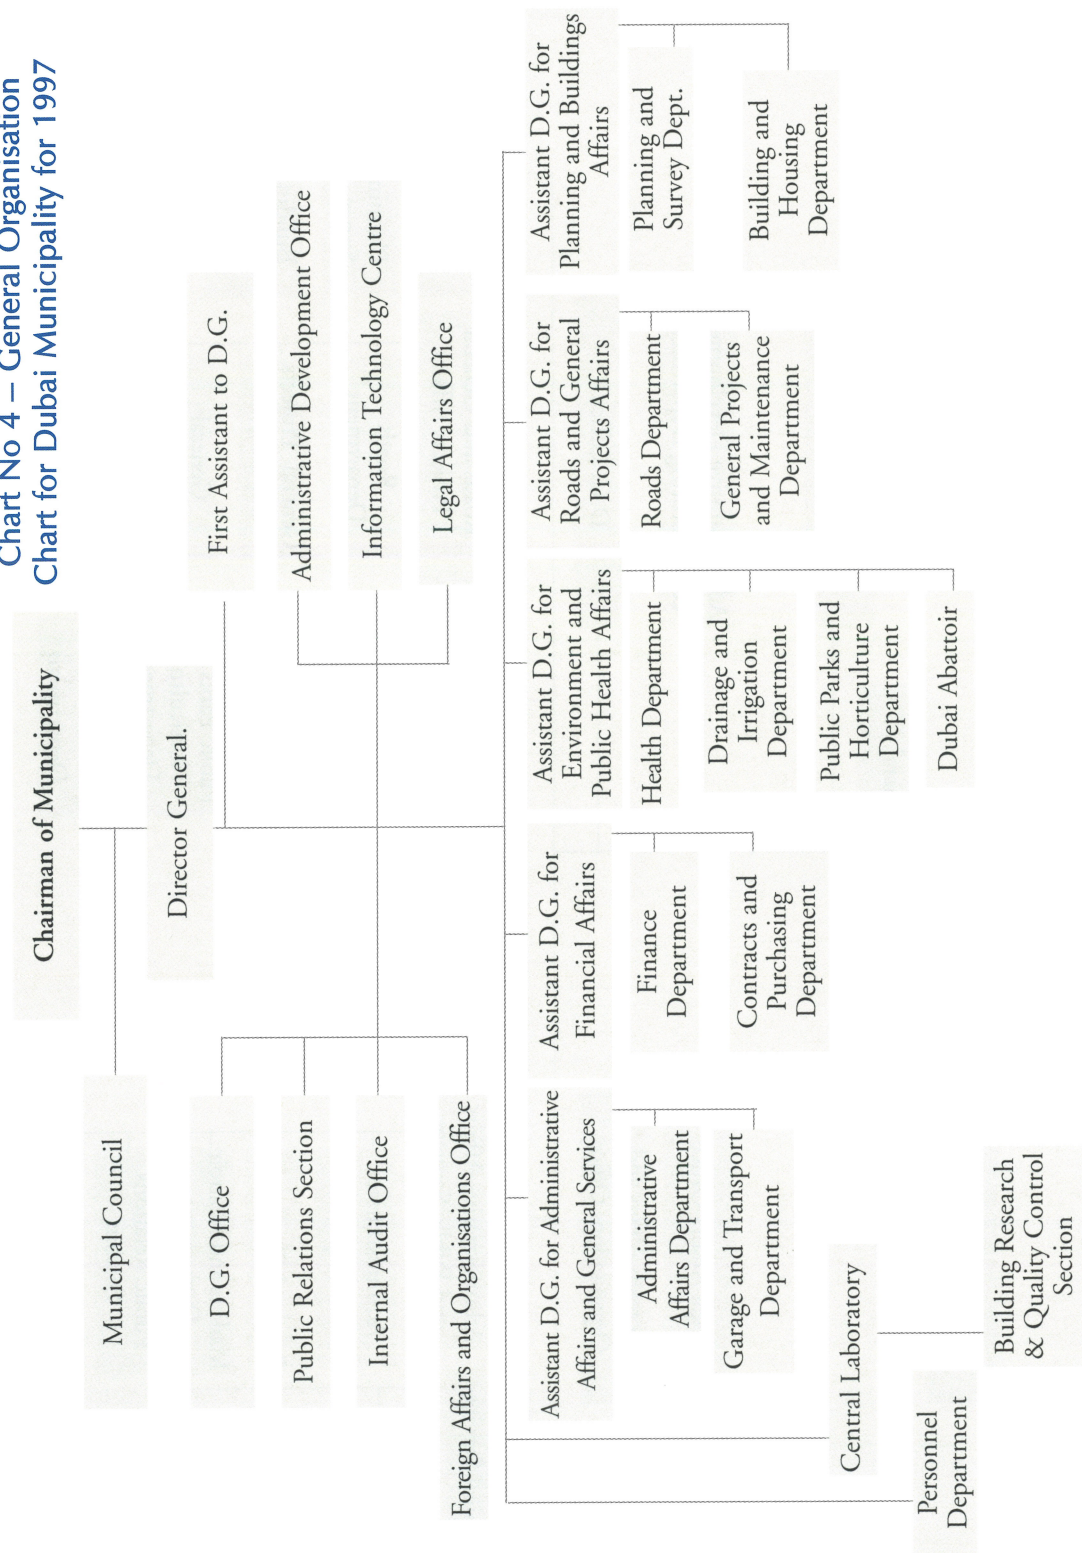 Chart No 4 – General Organisation
Chart for Dubai Municipality for 1997
Chairman of Municipality
Municipal Council
Director General.
First Assistant to D.G.
D.G. Office
Public Relations Section
Internal Audit Office
Foreign Affairs and Organisations Office
Administrative Development Office
Information Technology Centre
Legal Affairs Office
Assistant D.G. for Administrative
Affairs and General Services
Administrative
Affairs Department
Garage and Transport
Department
Assistant D.G. for
Financial Affairs
Finance
Department
Contracts and
Purchasing
Department
Assistant D.G. for
Environment and
Public Health Affairs
Health Department
Drainage and
Irrigation
Department
Public Parks and
Horticulture
Department
Dubai Abattoir
Assistant D.G. for
Roads and General
Projects Affairs
Roads Department
General Projects
and Maintenance
Department
Assistant D.G. for
Planning and Buildings
Affairs
Planning and
Survey Dept.
Building and
Housing
Department
Central Laboratory
Building Research
& Quality Control
Section
Personnel
Department